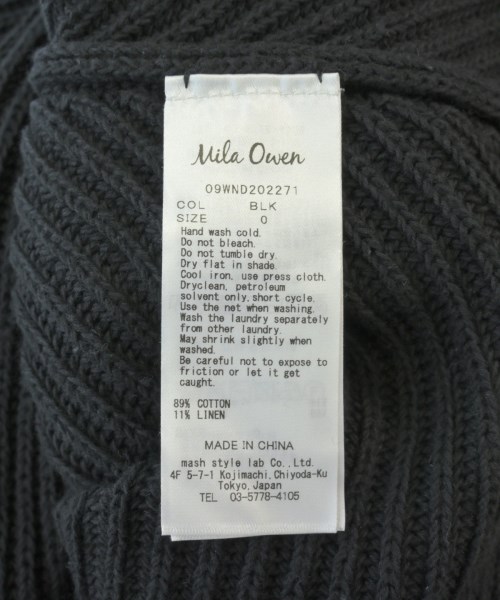 Mila Owen
09WND202271
COL BLK
SIZE 0
Hand wash cold.
Do not bleach.
Do not tumble dry.
Dry flat in shade.
Cool iron, use press cloth.
Dryclean, petroleum
solvent only, short cycle.
Use the net when washing.
Wash the laundry separately
from other laundry.
May shrink slightly when
washed.
Be careful not to expose to
friction or let it get
caught.
89% COTTON
11% LINEN
MADE IN CHINA
mash style lab Co.,Ltd.
4F 5-7-1 Kojimachi,Chiyoda-Ku
Tokyo,Japan
TEL 03-5778-4105